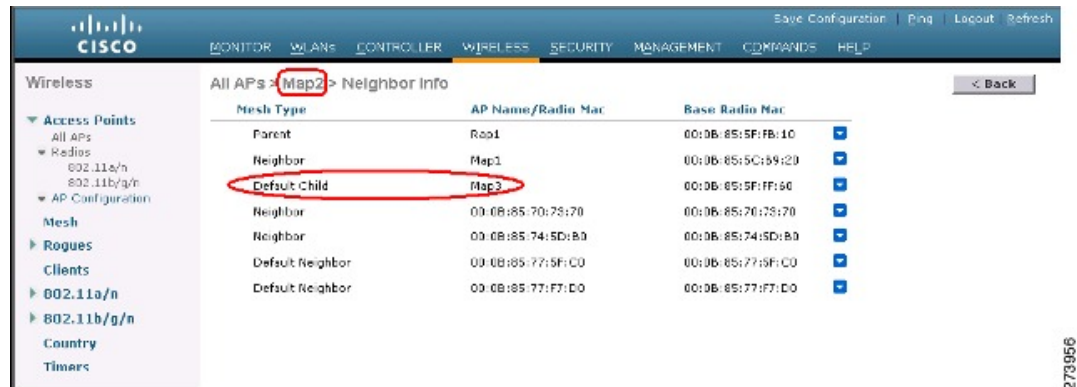 Save Configuration | Ping | Logout | Refresh
CISCO
MONITOR WLANs CONTROLLER WIRELESS SECURITY MANAGEMENT COMMANDS HELP
Wireless
All APs > Map2 > Neighbor Info
< Back
Access Points
All APs
Radios
802.11a/n
802.11b/g/n
AP Configuration
Mesh
Rogues
Clients
802.11a/n
802.11b/g/n
Country
Timers
Mesh Type AP Name/Radio Mac Base Radio Mac
Parent Rap1 00:0B:85:5F:FB:10
Neighbor Map1 00:0B:85:5C:B9:20
Default Child Map3 00:0B:85:5F:FF:60
Neighbor 00:0B:85:70:73:70 00:0B:85:70:73:70
Neighbor 00:0B:85:74:5D:B0 00:0B:85:74:5D:B0
Default Neighbor 00:0B:85:77:5F:C0 00:0B:85:77:5F:C0
Default Neighbor 00:0B:85:77:F7:D0 00:0B:85:77:F7:D0
273956